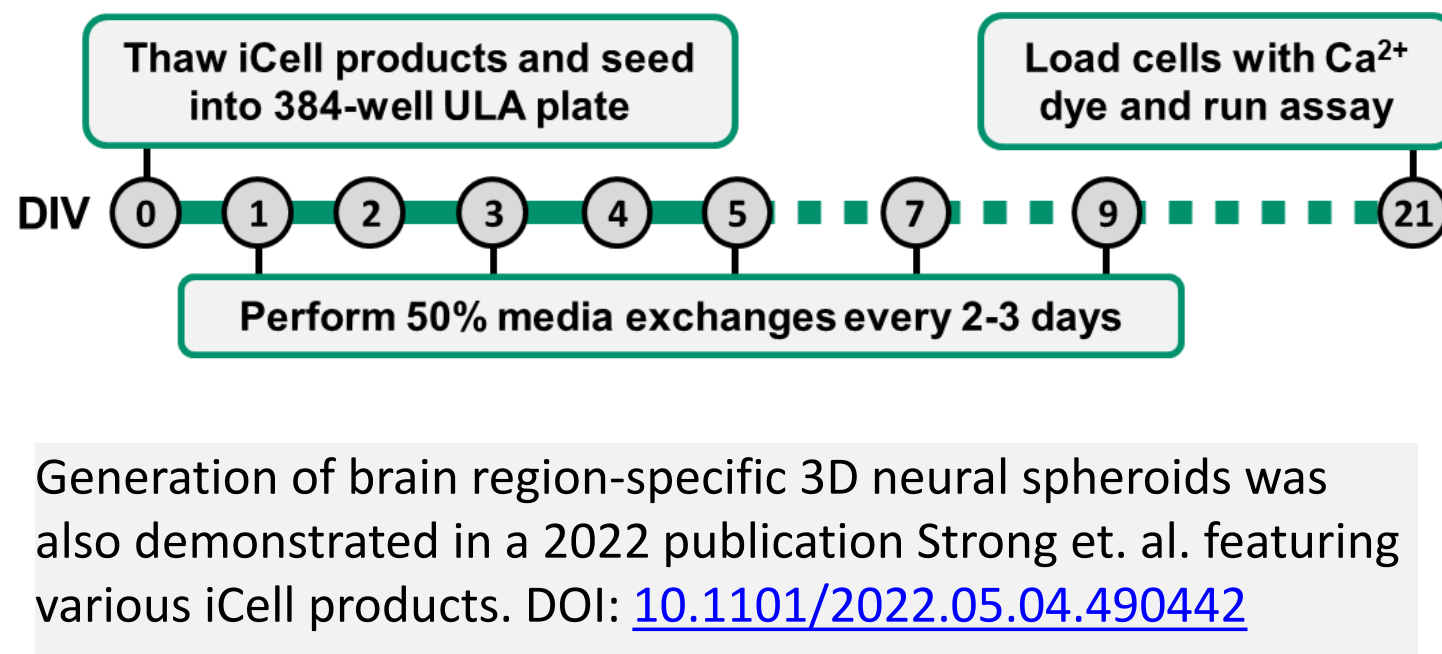 Thaw iCell products and seed
into 384-well ULA plate
Load cells with Ca²⁺
dye and run assay
DIV 0 1 2 3 4 5 7 9 21
Perform 50% media exchanges every 2-3 days
Generation of brain region-specific 3D neural spheroids was
also demonstrated in a 2022 publication Strong et. al. featuring
various iCell products. DOI: 10.1101/2022.05.04.490442